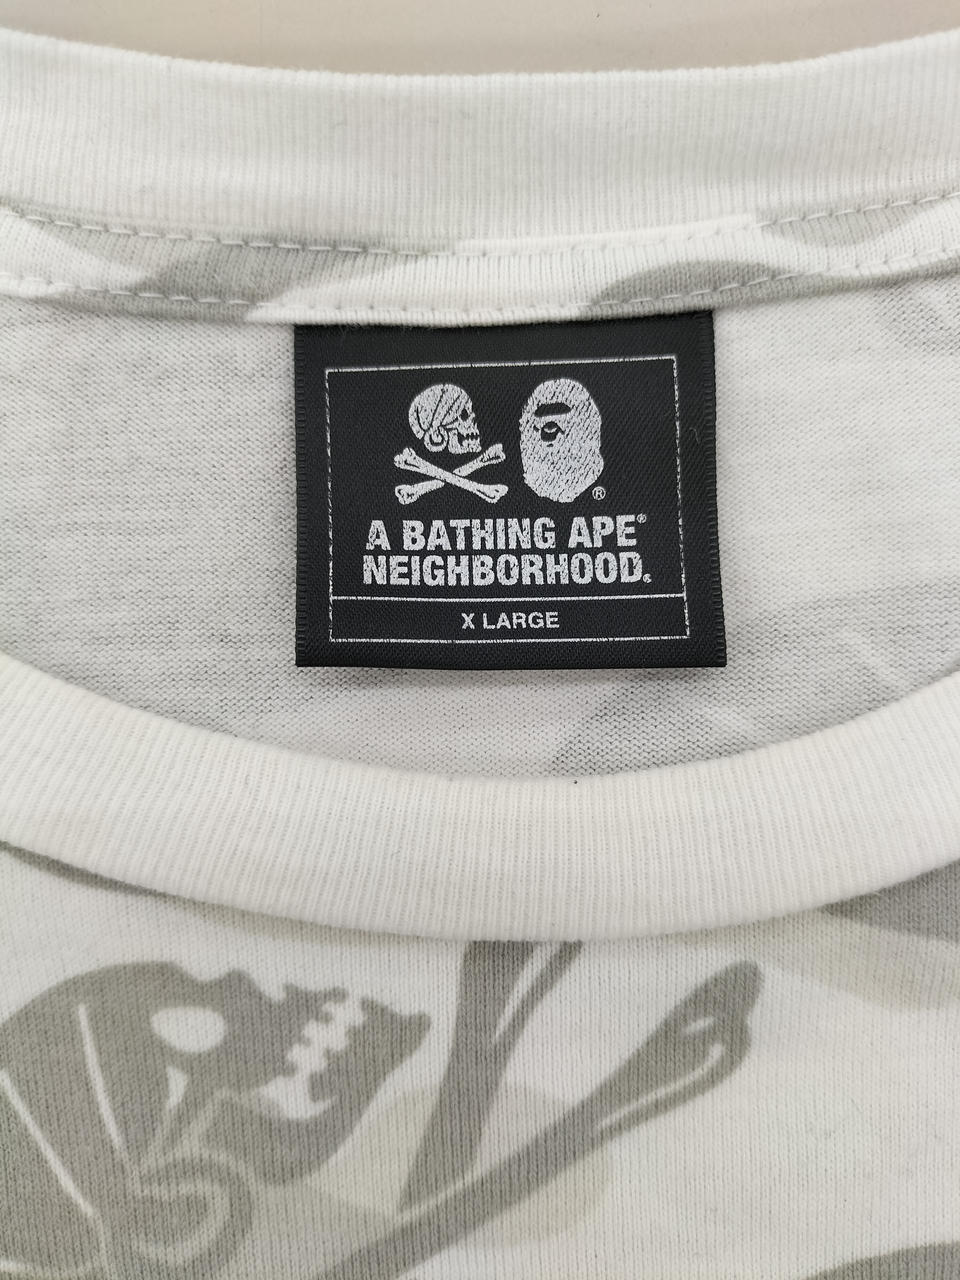 ®
A BATHING APE®
NEIGHBORHOOD®
X LARGE